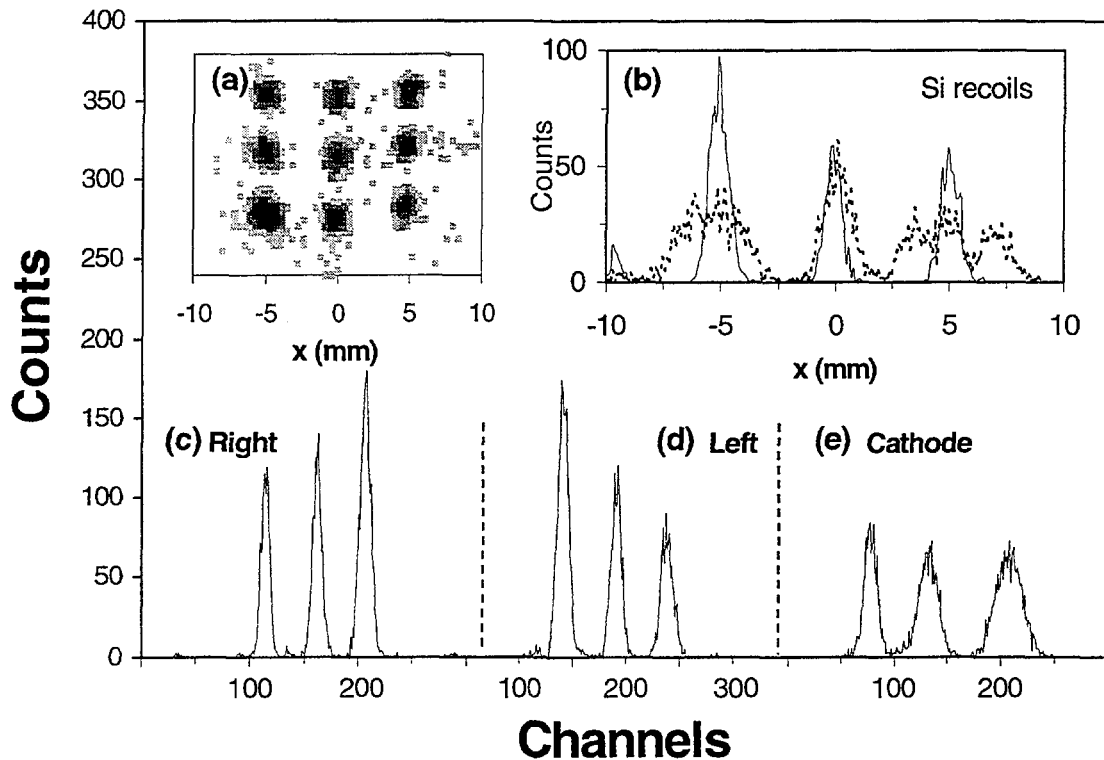 400
350
300
250
200
150
100
50
0
Counts
(a)
-10 -5 0 5 10
x (mm)
(b)
Si recoils
100
50
0
Counts
-10 -5 0 5 10
x (mm)
(c) Right
(d) Left
(e) Cathode
100 200 100 200 300 100 200
Channels